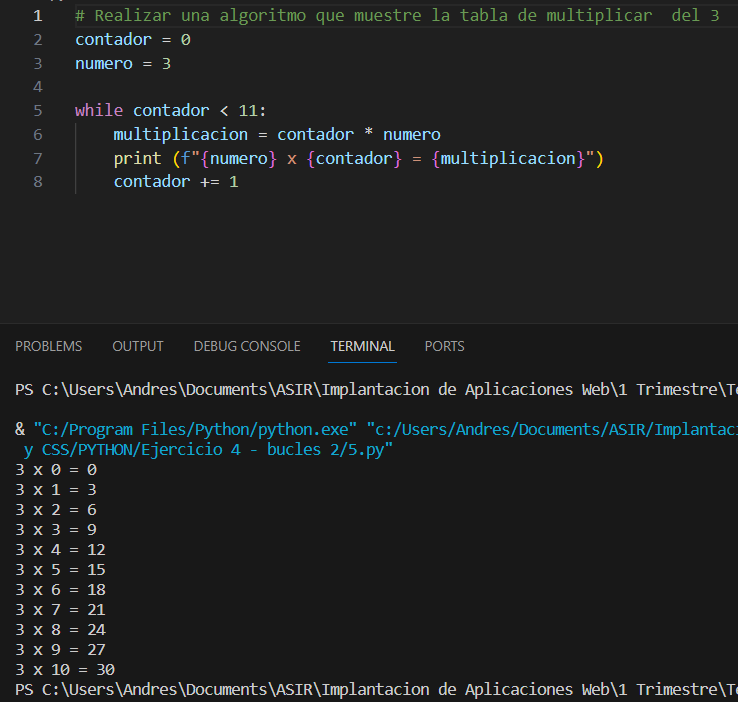 1 # Realizar una algoritmo que muestre la tabla de multiplicar  del 3
2 contador = 0
3 numero = 3
4
5 while contador < 11:
6     multiplicacion = contador * numero
7     print (f"{numero} x {contador} = {multiplicacion}")
8     contador += 1
PROBLEMS OUTPUT DEBUG CONSOLE TERMINAL PORTS
PS C:\Users\Andres\Documents\ASIR\Implantacion de Aplicaciones Web\1 Trimestre\T
& "C:/Program Files/Python/python.exe" "c:/Users/Andres/Documents/ASIR/Implantaci
y CSS/PYTHON/Ejercicio 4 - bucles 2/5.py"
3 x 0 = 0
3 x 1 = 3
3 x 2 = 6
3 x 3 = 9
3 x 4 = 12
3 x 5 = 15
3 x 6 = 18
3 x 7 = 21
3 x 8 = 24
3 x 9 = 27
3 x 10 = 30
PS C:\Users\Andres\Documents\ASIR\Implantacion de Aplicaciones Web\1 Trimestre\T